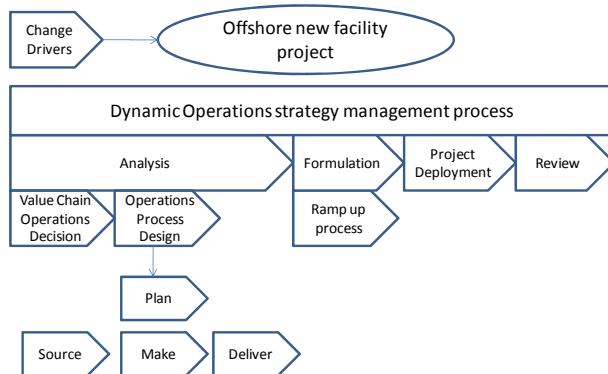 Change
Drivers
Offshore new facility
project
Dynamic Operations strategy management process
Analysis
Formulation
Project
Deployment
Review
Value Chain
Operations
Decision
Operations
Process
Design
Ramp up
process
Plan
Source
Make
Deliver